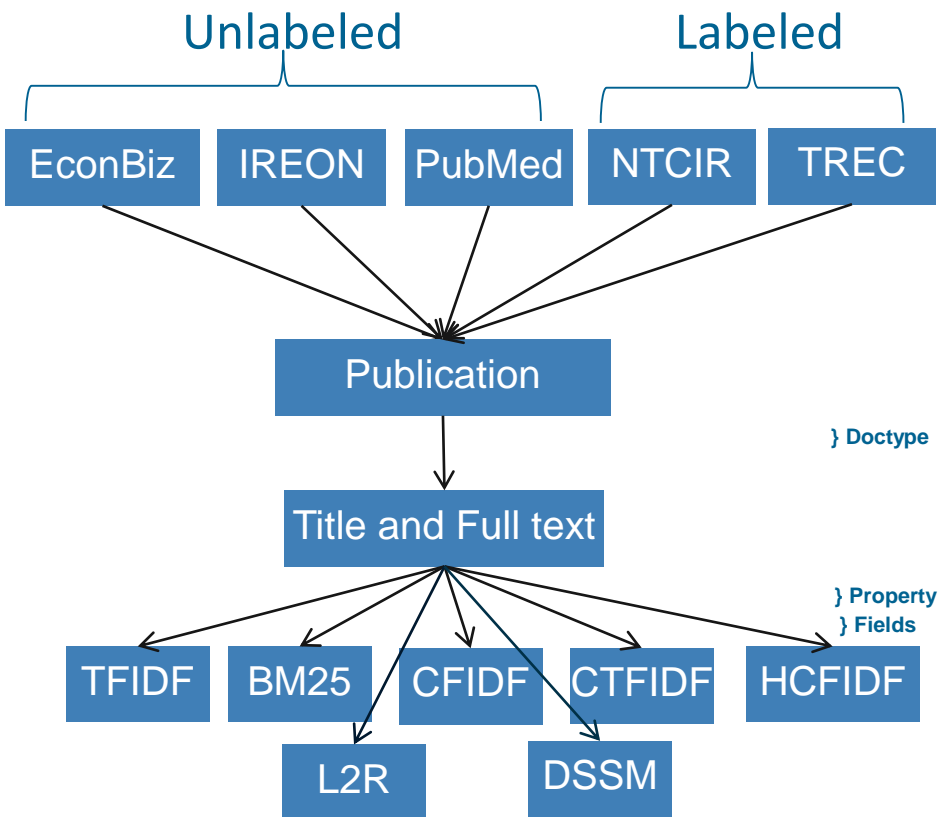 Unlabeled
Labeled
EconBiz
IREON
PubMed
NTCIR
TREC
Publication
} Doctype
Title and Full text
} Property
} Fields
TFIDF
BM25
CFIDF
CTFIDF
HCFIDF
L2R
DSSM